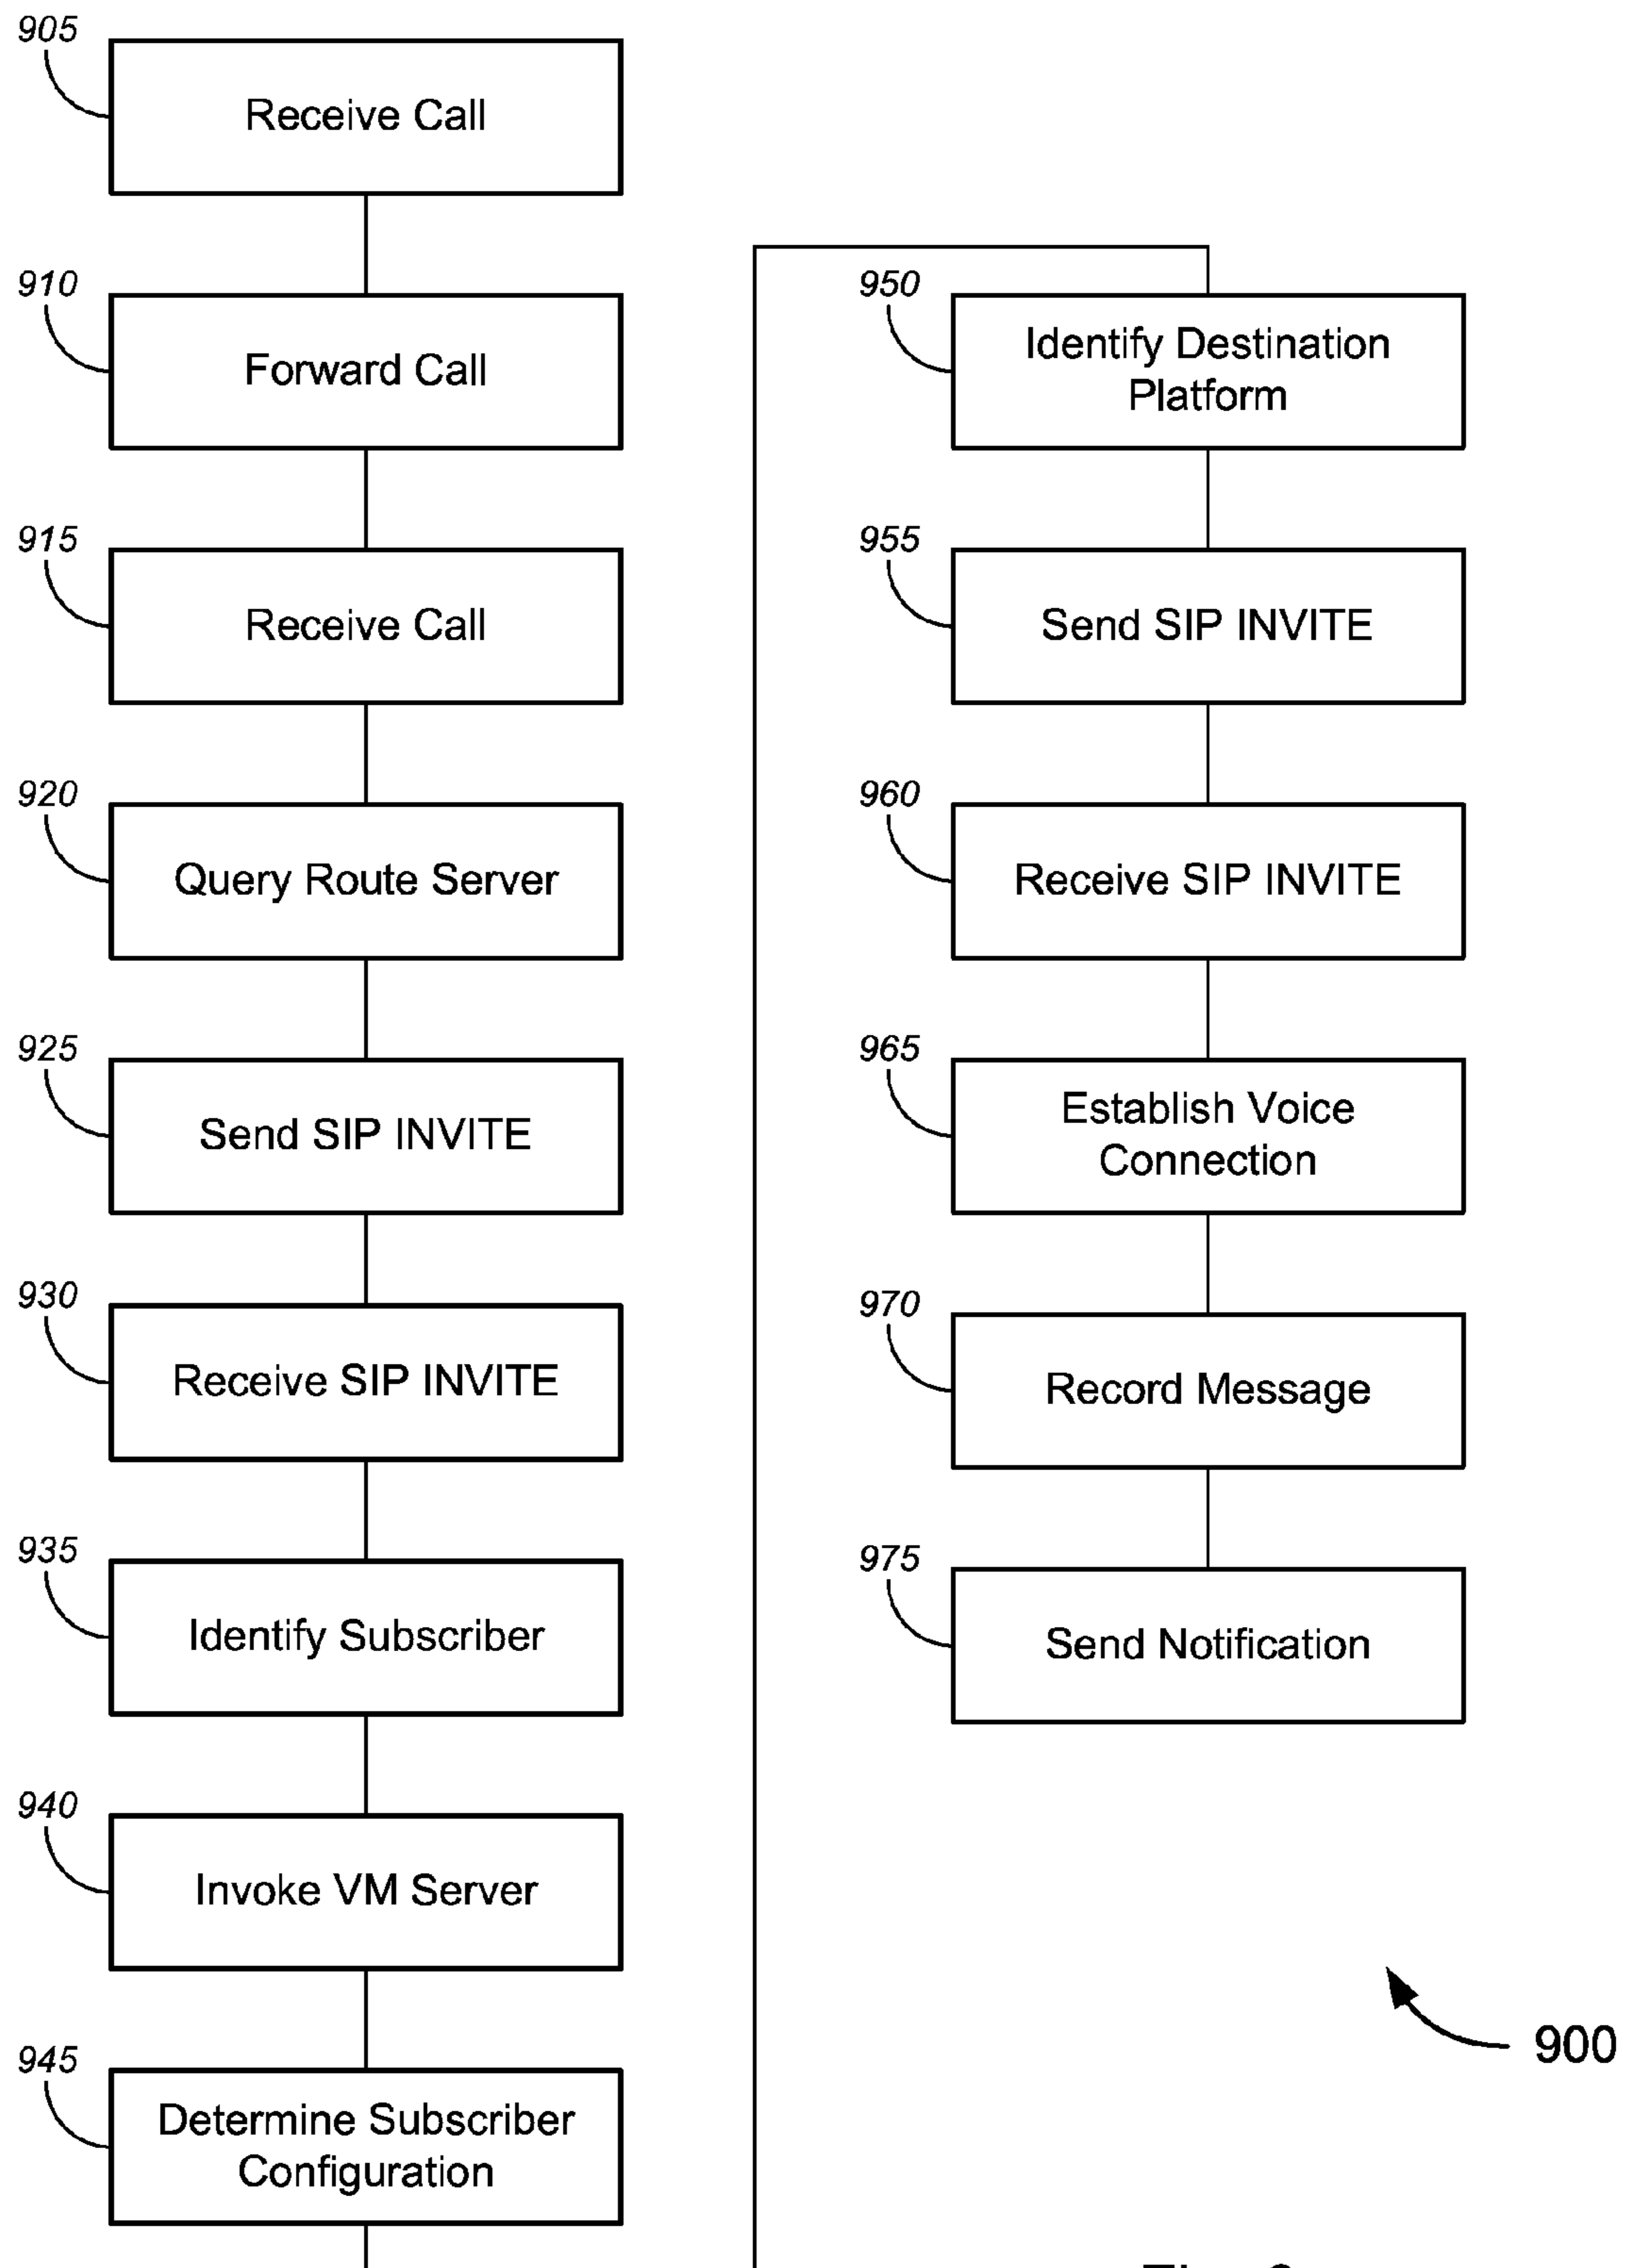 905
Receive Call
910
Forward Call
915
Receive Call
920
Query Route Server
925
Send SIP INVITE
930
Receive SIP INVITE
935
Identify Subscriber
940
Invoke VM Server
945
Determine Subscriber
Configuration
950
Identify Destination
Platform
955
Send SIP INVITE
960
Receive SIP INVITE
965
Establish Voice
Connection
970
Record Message
975
Send Notification
900